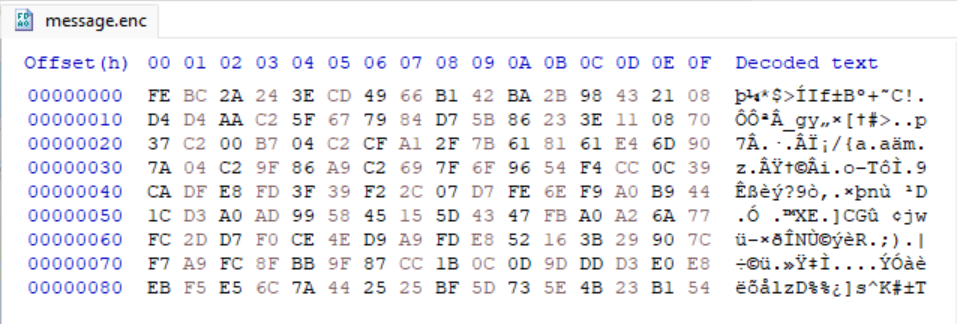 message.enc
Offset(h) 00 01 02 03 04 05 06 07 08 09 0A 0B 0C 0D 0E 0F Decoded text
00000000 FE BC 2A 24 3E CD 49 66 B1 42 BA 2B 98 43 21 08 þ¼*$>ÍIf±Bº+˜C!.
00000010 D4 D4 AA C2 5F 67 79 84 D7 5B 86 23 3E 11 08 70 ÔÔªÂ_gy„×[†#>..p
00000020 37 C2 00 B7 04 C2 CF A1 2F 7B 61 81 61 E4 6D 90 7Â.·.ÂÏ¡/{a.aäm.
00000030 7A 04 C2 9F 86 A9 C2 69 7F 6F 96 54 F4 CC 0C 39 z.ÂŸ†©Âi.o–TôÌ.9
00000040 CA DF E8 FD 3F 39 F2 2C 07 D7 FE 6E F9 A0 B9 44 Êßèý?9ò,.×þnù ¹D
00000050 1C D3 A0 AD 99 58 45 15 5D 43 47 FB A0 A2 6A 77 .Ó .™XE.]CGû ¢jw
00000060 FC 2D D7 F0 CE 4E D9 A9 FD E8 52 16 3B 29 90 7C ü-×ðÎNÙ©ýèR.;).|
00000070 F7 A9 FC 8F BB 9F 87 CC 1B 0C 0D 9D DD D3 E0 E8 ÷©ü.»Ÿ‡Ì....ÝÓàè
00000080 EB F5 E5 6C 7A 44 25 25 BF 5D 73 5E 4B 23 B1 54 ëõålzD%%¿]s^K#±T